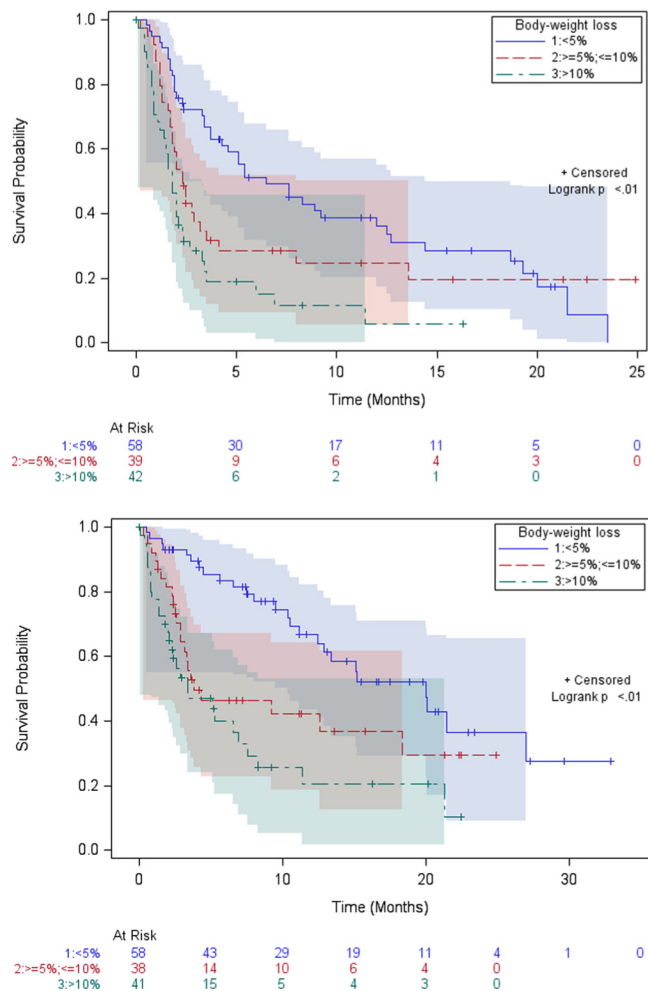 Body-weight loss
1:<5%
2:>=5%;<=10%
3:>10%
+ Censored
Logrank p <.01
Survival Probability
1.0
0.8
0.6
0.4
0.2
0.0
0 5 10 15 20 25
Time (Months)
At Risk
1:<5% 58 30 17 11 5 0
2:>=5%;<=10% 39 9 6 4 3 0
3:>10% 42 6 2 1 0
Body-weight loss
1:<5%
2:>=5%;<=10%
3:>10%
+ Censored
Logrank p <.01
Survival Probability
1.0
0.8
0.6
0.4
0.2
0.0
0 10 20 30
Time (Months)
At Risk
1:<5% 58 43 29 19 11 4 1 0
2:>=5%;<=10% 38 14 10 6 4 0
3:>10% 41 15 5 4 3 0